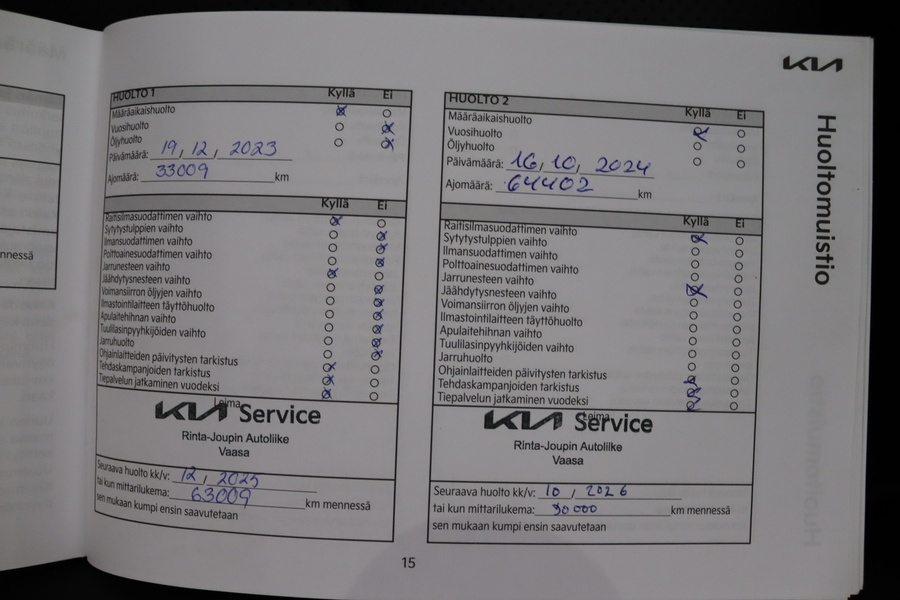 nnessä
KIA
Huoltomuistio
HUOLTO 1 Kyllä Ei
Määräaikaishuolto
Vuosihuolto
Öljyhuolto
Päivämäärä: 19, 12, 2023
Ajomäärä: 33009 km
Kyllä Ei
Raitisilmasuodattimen vaihto
Sytytystulppien vaihto
Ilmansuodattimen vaihto
Polttoainesuodattimen vaihto
Jarrunesteen vaihto
Jäähdytysnesteen vaihto
Voimansiirron öljyjen vaihto
Ilmastointilaitteen täyttöhuolto
Apulaitehihnan vaihto
Tuulilasinpyyhkijöiden vaihto
Jarruhuolto
Ohjainlaitteiden päivitysten tarkistus
Tehdaskampanjoiden tarkistus
Tiepalvelun jatkaminen vuodeksi
Leima
KIA Service
Rinta-Joupin Autoliike
Vaasa
Seuraava huolto kk/v: 12, 2025
tai kun mittarilukema: 63009 km mennessä
sen mukaan kumpi ensin saavutetaan
HUOLTO 2 Kyllä Ei
Määräaikaishuolto
Vuosihuolto
Öljyhuolto
Päivämäärä: 16, 10, 2024
Ajomäärä: 64402 km
Kyllä Ei
Raitisilmasuodattimen vaihto
Sytytystulppien vaihto
Ilmansuodattimen vaihto
Polttoainesuodattimen vaihto
Jarrunesteen vaihto
Jäähdytysnesteen vaihto
Voimansiirron öljyjen vaihto
Ilmastointilaitteen täyttöhuolto
Apulaitehihnan vaihto
Tuulilasinpyyhkijöiden vaihto
Jarruhuolto
Ohjainlaitteiden päivitysten tarkistus
Tehdaskampanjoiden tarkistus
Tiepalvelun jatkaminen vuodeksi
Leima
KIA Service
Rinta-Joupin Autoliike
Vaasa
Seuraava huolto kk/v: 10, 2026
tai kun mittarilukema: 90000 km mennessä
sen mukaan kumpi ensin saavutetaan
15